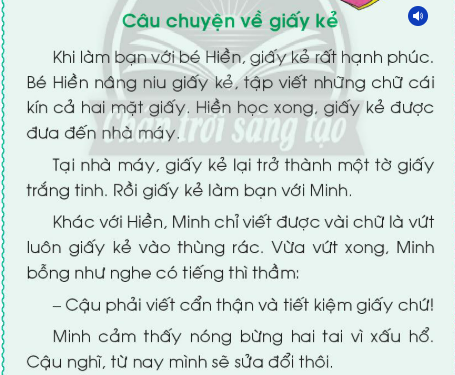 Câu chuyện về giấy kẻ
Khi làm bạn với bé Hiền, giấy kẻ rất hạnh phúc.
Bé Hiền nâng niu giấy kẻ, tập viết những chữ cái
kín cả hai mặt giấy. Hiền học xong, giấy kẻ được
đưa đến nhà máy.
Chân trời sáng tạo
Tại nhà máy, giấy kẻ lại trở thành một tờ giấy
trắng tinh. Rồi giấy kẻ làm bạn với Minh.
Khác với Hiền, Minh chỉ viết được vài chữ là vứt
luôn giấy kẻ vào thùng rác. Vừa vứt xong, Minh
bỗng như nghe có tiếng thì thầm:
– Cậu phải viết cẩn thận và tiết kiệm giấy chứ!
Minh cảm thấy nóng bừng hai tai vì xấu hổ.
Cậu nghĩ, từ nay mình sẽ sửa đổi thôi.